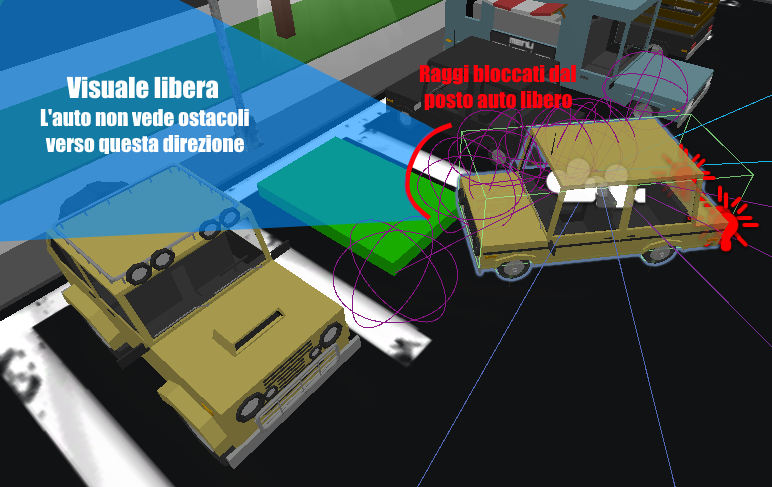 Visuale libera
L'auto non vede ostacoli
verso questa direzione
Raggi bloccati dal
posto auto libero